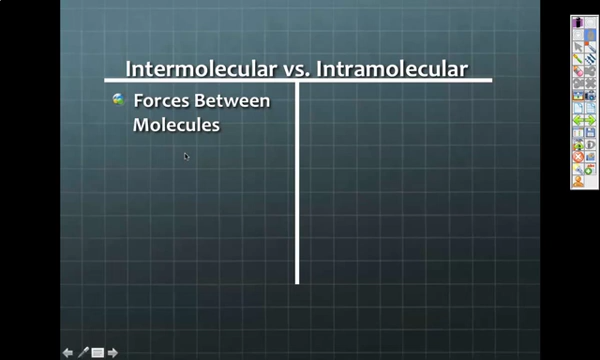 Intermolecular vs. Intramolecular
Forces Between
Molecules